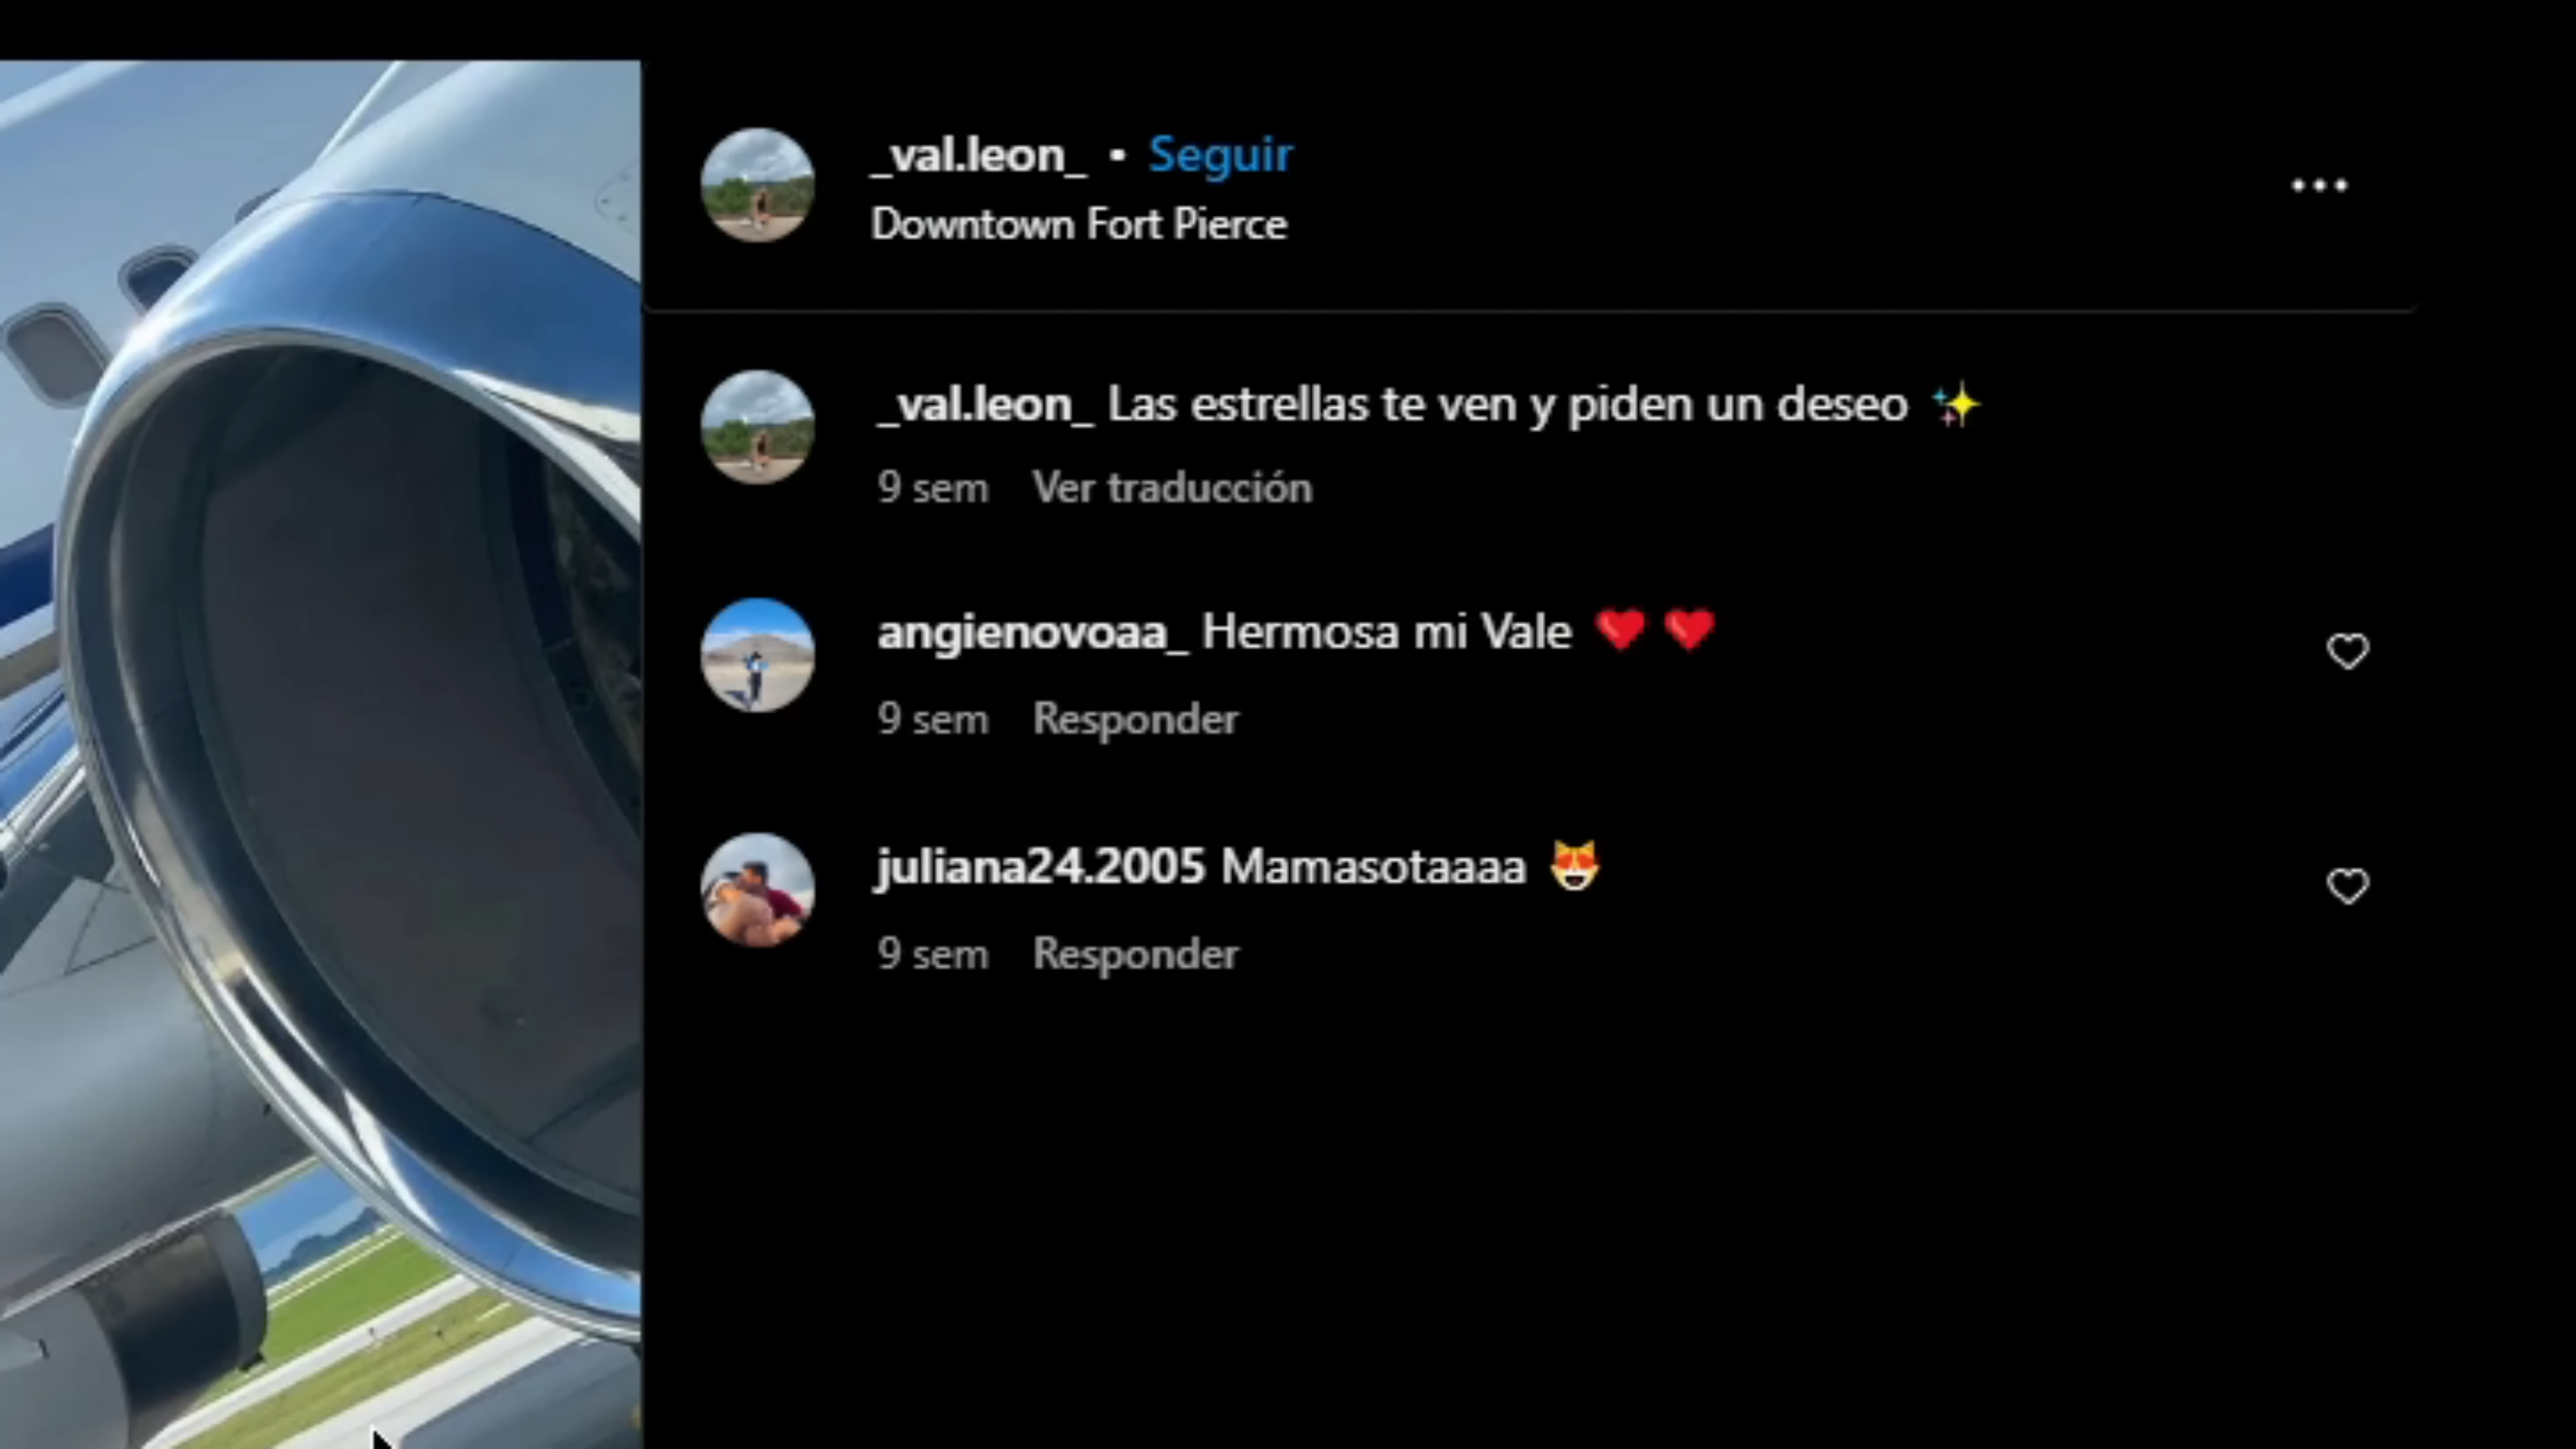 _val.leon_ • Seguir
Downtown Fort Pierce
_val.leon_ Las estrellas te ven y piden un deseo ✨
9 sem Ver traducción
angienovoaa_ Hermosa mi Vale ❤️ ❤️
9 sem Responder
juliana24.2005 Mamasotaaaa 😻
9 sem Responder